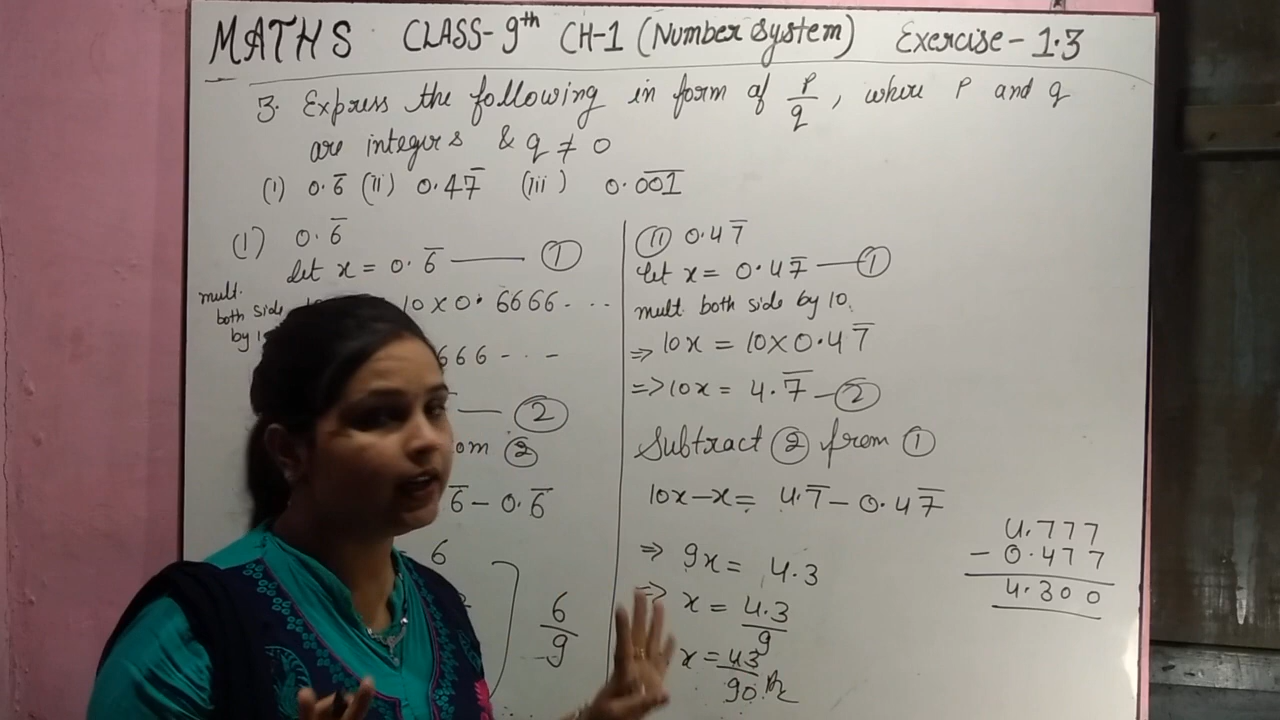 MATHS CLASS-9th CH-1 (Number System) Exercise-1.3
3. Express the following in form of p/q, where P and q
are integers & q ≠ 0
(i) 0.6̅ (ii) 0.47̅ (iii) 0.0̅0̅1̅
(i) 0.6̅
Let x = 0.6̅ —— ①
mult.
both side
by
10 x 0.6666-...
666---
—— ②
om ②
6̅ - 0.6̅
6
6/9
(ii) 0.47̅
Let x = 0.47̅ —— ①
mult. both side by 10.
=> 10x = 10x0.47̅
=> 10x = 4.7̅ — ②
Subtract ② from ①
10x-x = 4.7̅ - 0.47̅
=> 9x = 4.3
=> x = 4.3/9
x = 43/90
4.777
- 0.477
4.300